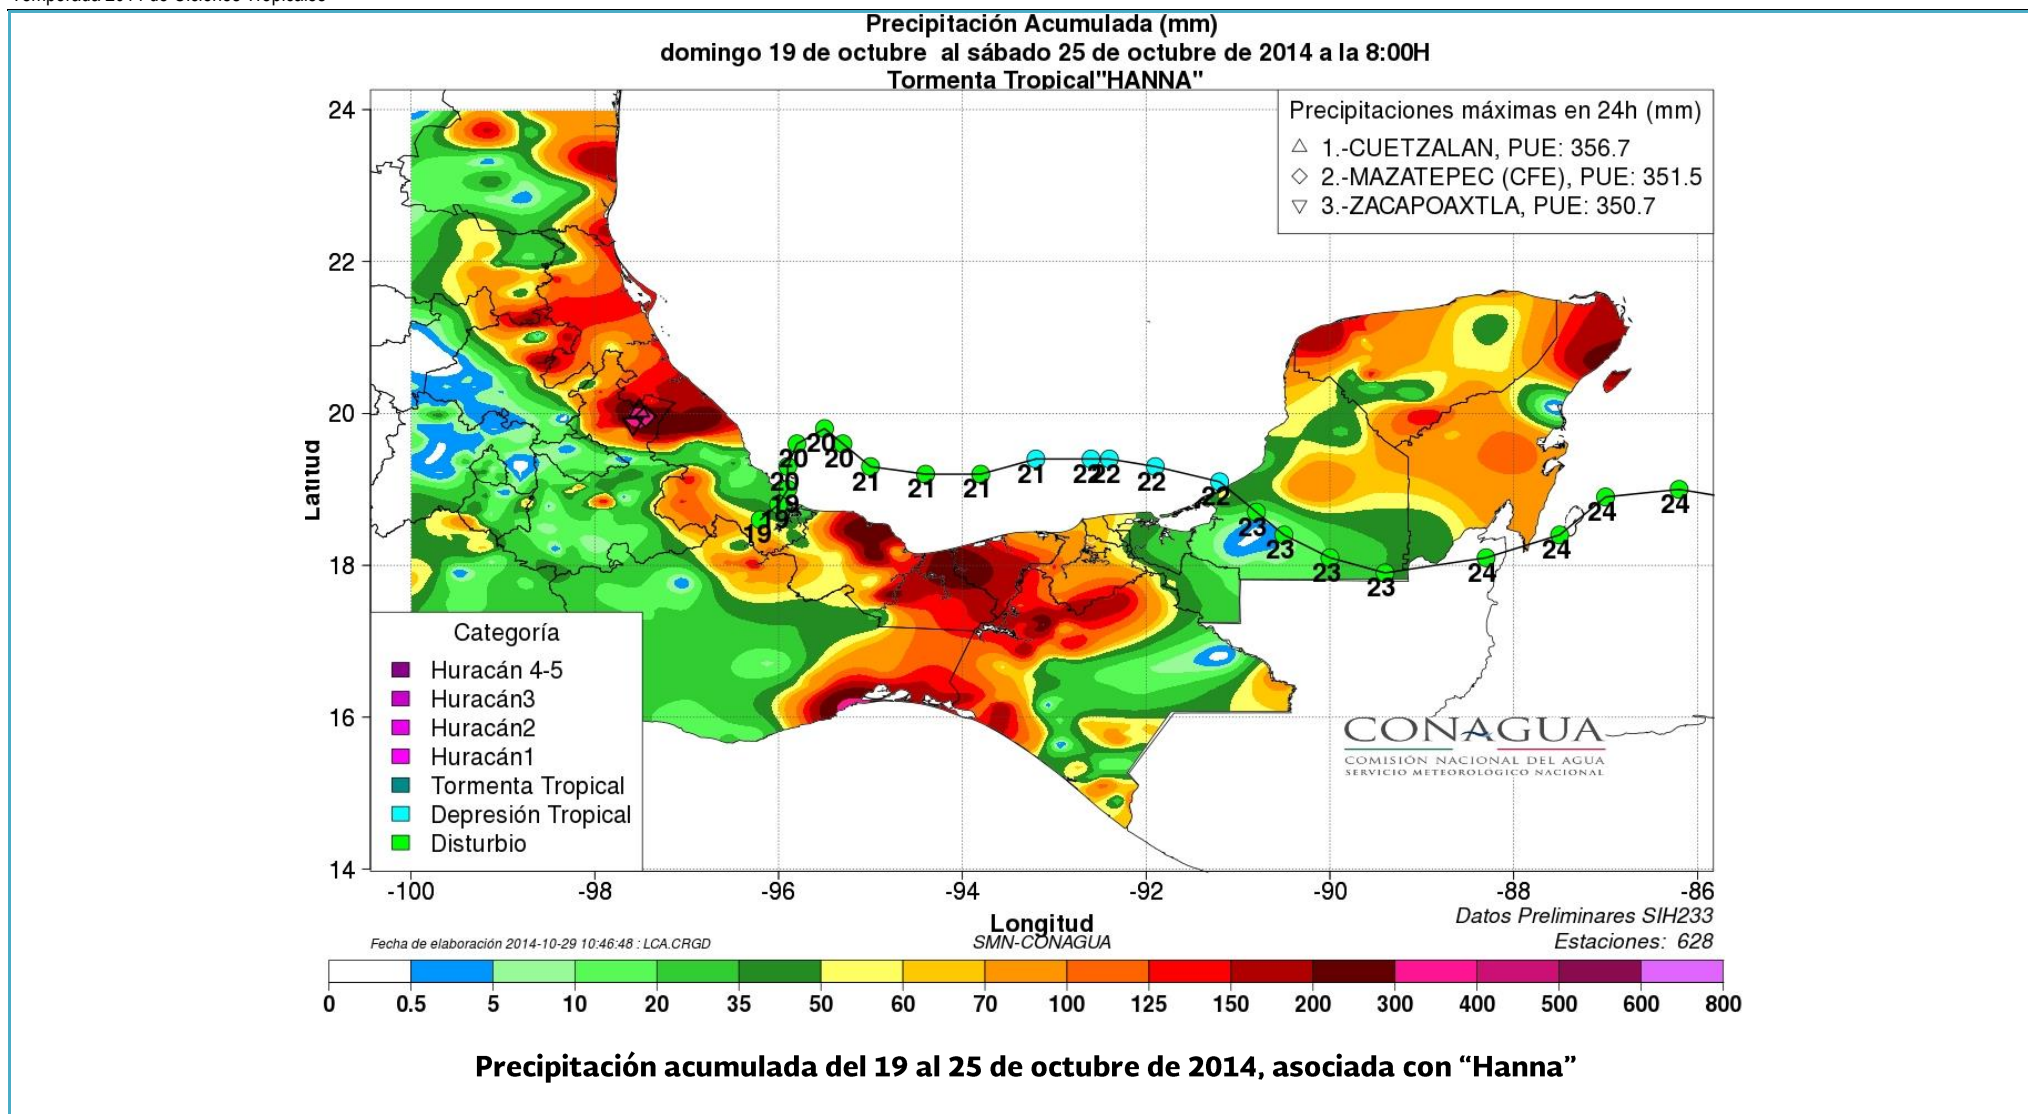 Temporada 2014 de Ciclones Tropicales
Precipitación Acumulada (mm)
domingo 19 de octubre al sábado 25 de octubre de 2014 a la 8:00H
Tormenta Tropical"HANNA"
Precipitaciones máximas en 24h (mm)
1.-CUETZALAN, PUE: 356.7
2.-MAZATEPEC (CFE), PUE: 351.5
3.-ZACAPOAXTLA, PUE: 350.7
24
22
20
18
16
14
Latitud
20
20
20
20
19
19
19
21
21
21
21
22
22
22
22
23
23
23
23
24
24
24
24
Categoría
Huracán 4-5
Huracán3
Huracán2
Huracán1
Tormenta Tropical
Depresión Tropical
Disturbio
CONAGUA
COMISIÓN NACIONAL DEL AGUA
SERVICIO METEOROLÓGICO NACIONAL
-100 -98 -96 -94 -92 -90 -88 -86
Longitud
Datos Preliminares SIH233
Fecha de elaboración 2014-10-29 10:46:48 : LCA.CRGD
SMN-CONAGUA
Estaciones: 628
0 0.5 5 10 20 35 50 60 70 100 125 150 200 300 400 500 600 800
Precipitación acumulada del 19 al 25 de octubre de 2014, asociada con “Hanna”